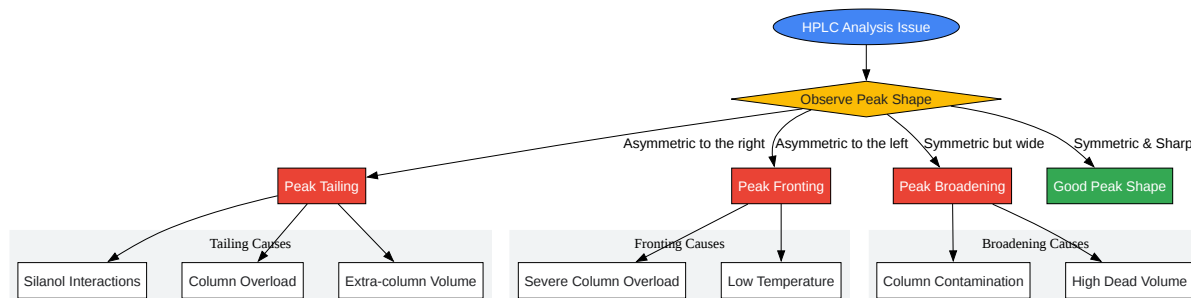 HPLC Analysis Issue
Observe Peak Shape
Asymmetric to the right
Asymmetric to the left
Symmetric but wide
Symmetric & Sharp
Peak Tailing
Peak Fronting
Peak Broadening
Good Peak Shape
Tailing Causes
Fronting Causes
Broadening Causes
Silanol Interactions
Column Overload
Extra-column Volume
Severe Column Overload
Low Temperature
Column Contamination
High Dead Volume